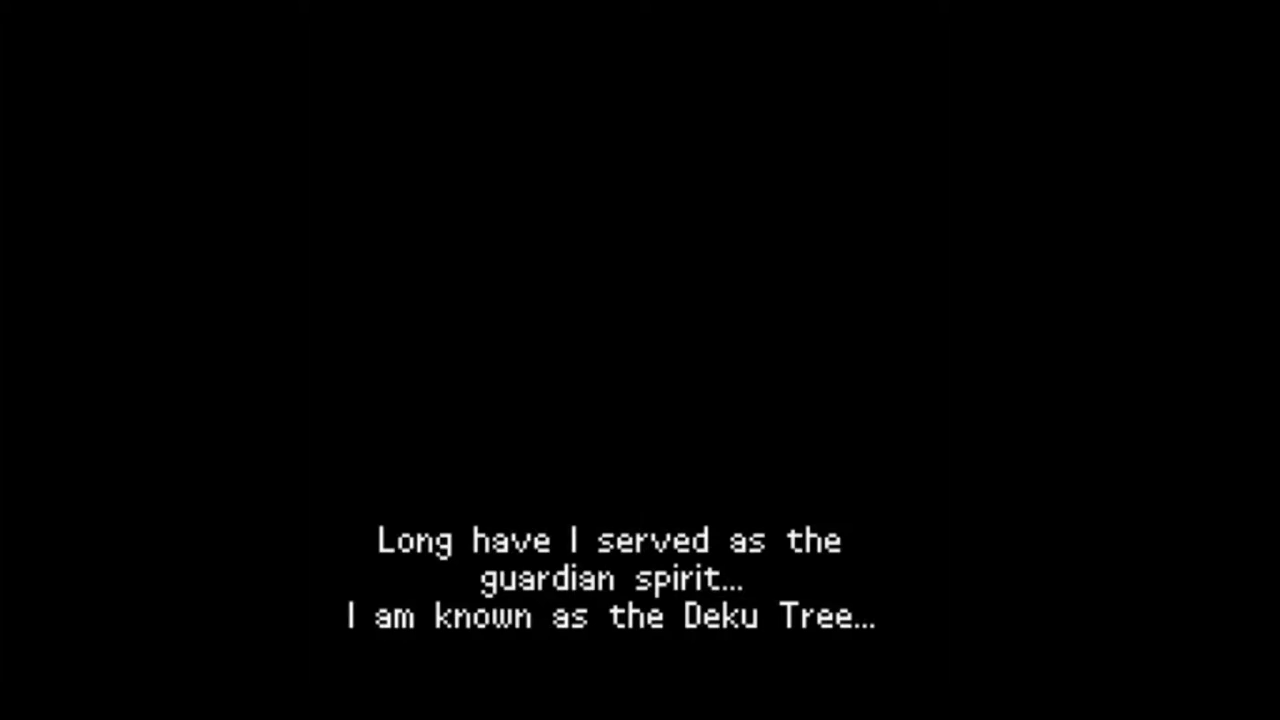 Long have I served as the
guardian spirit...
I am known as the Deku Tree...